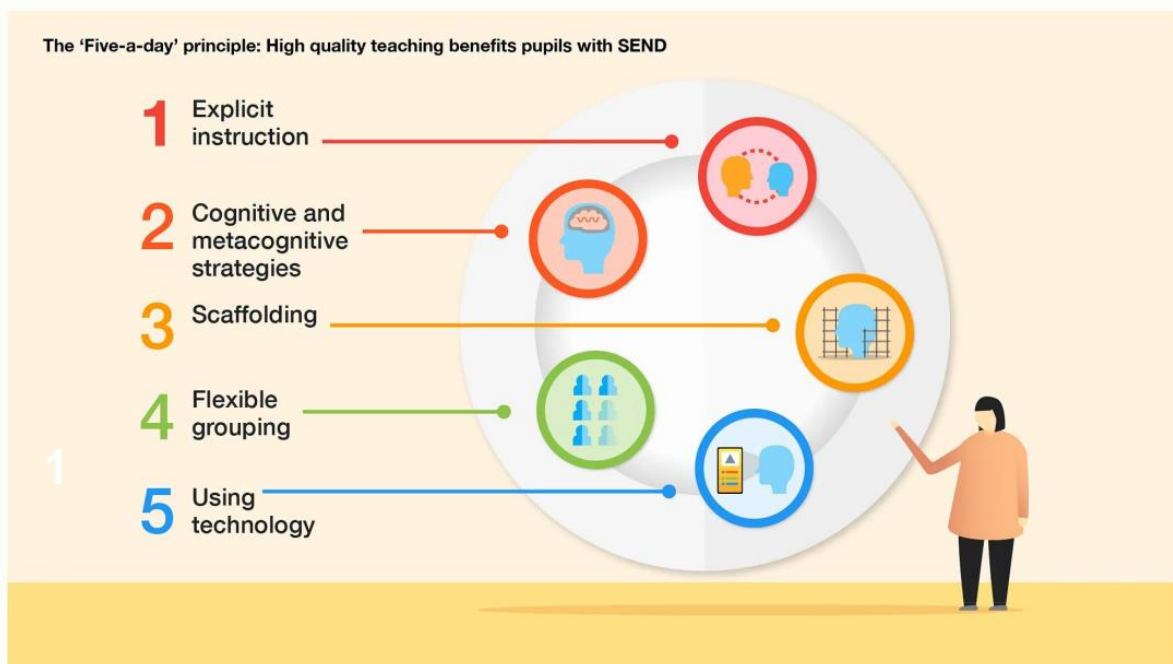 The ‘Five-a-day’ principle: High quality teaching benefits pupils with SEND
1 Explicit
instruction
2 Cognitive and
metacognitive
strategies
3 Scaffolding
4 Flexible
grouping
1
5 Using
technology